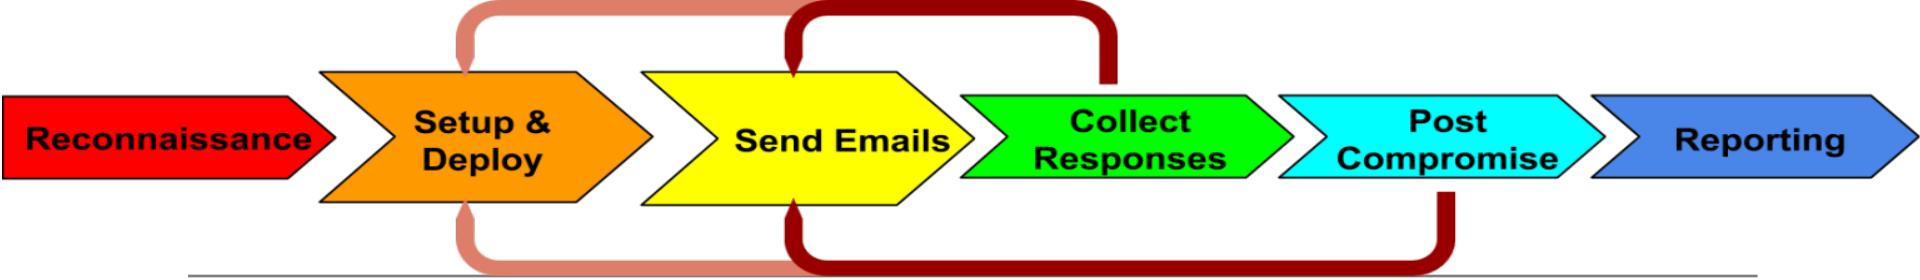 Reconnaissance
Setup &
Deploy
Send Emails
Collect
Responses
Post
Compromise
Reporting